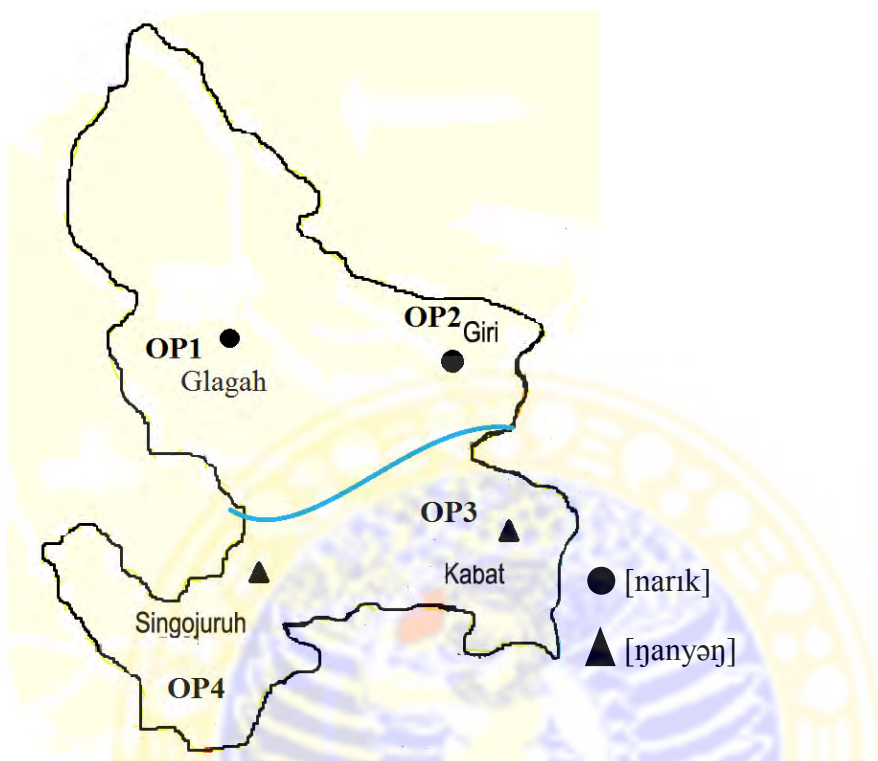 OP2
Giri
OP1
Glagah
OP3
Kabat
[narık]
Singojuruh
[ŋanyəŋ]
OP4